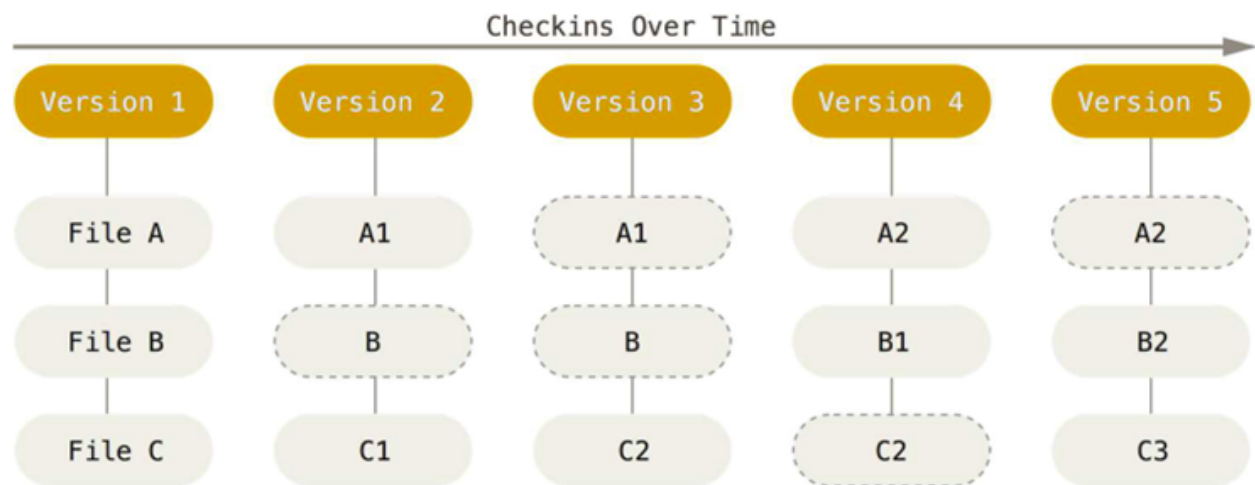 Checkins Over Time
Version 1 Version 2 Version 3 Version 4 Version 5
File A A1 A1 A2 A2
File B B B B1 B2
File C C1 C2 C2 C3